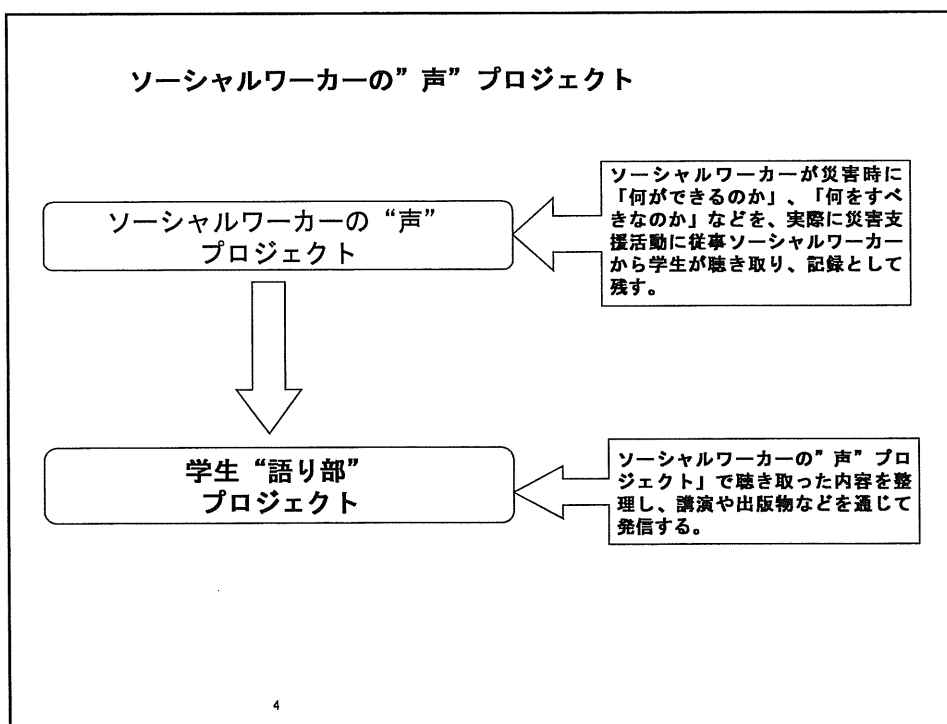 ソーシャルワーカーの”声”プロジェクト
ソーシャルワーカーの“声”
プロジェクト
ソーシャルワーカーが災害時に
「何ができるのか」、「何をすべ
きなのか」などを、実際に災害支
援活動に従事ソーシャルワーカー
から学生が聴き取り、記録として
残す。
学生“語り部”
プロジェクト
ソーシャルワーカーの”声”プロ
ジェクト」で聴き取った内容を整
理し、講演や出版物などを通じて
発信する。
4